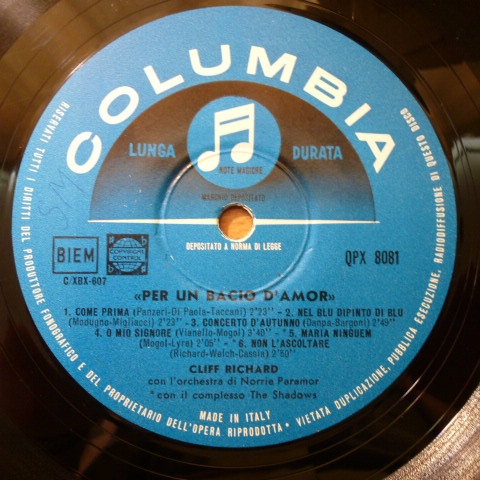 COLUMBIA
LUNGA DURATA
NOTE MAGICHE
MARCHIO DEPOSITATO
DEPOSITATO A NORMA DI LEGGE
BIEM
COPYRIGHT CONTROL
QPX 8081
C/XBX-607
«PER UN BACIO D'AMOR»
1. COME PRIMA (Panzeri-Di Paola-Taccani) 2'23" - 2. NEL BLU DIPINTO DI BLU
(Modugno-Migliacci) 2'23" - 3. CONCERTO D'AUTUNNO (Danpa-Bargoni) 2'49"
4. O MIO SIGNORE (Vianello-Mogol) 3'40" - °5. MARIA NINGUEM
(Mogol-Lyra) 2'05" - °6. NON L'ASCOLTARE
(Richard-Welch-Cassia) 2'50"
CLIFF RICHARD
con l'orchestra di Norrie Paramor
°con il complesso The Shadows
MADE IN ITALY
RISERVATI TUTTI I DIRITTI DEL PRODUTTORE FONOGRAFICO E DEL PROPRIETARIO DELL'OPERA RIPRODOTTA • VIETATA DUPLICAZIONE, PUBBLICA ESECUZIONE, RADIODIFFUSIONE DI QUESTO DISCO